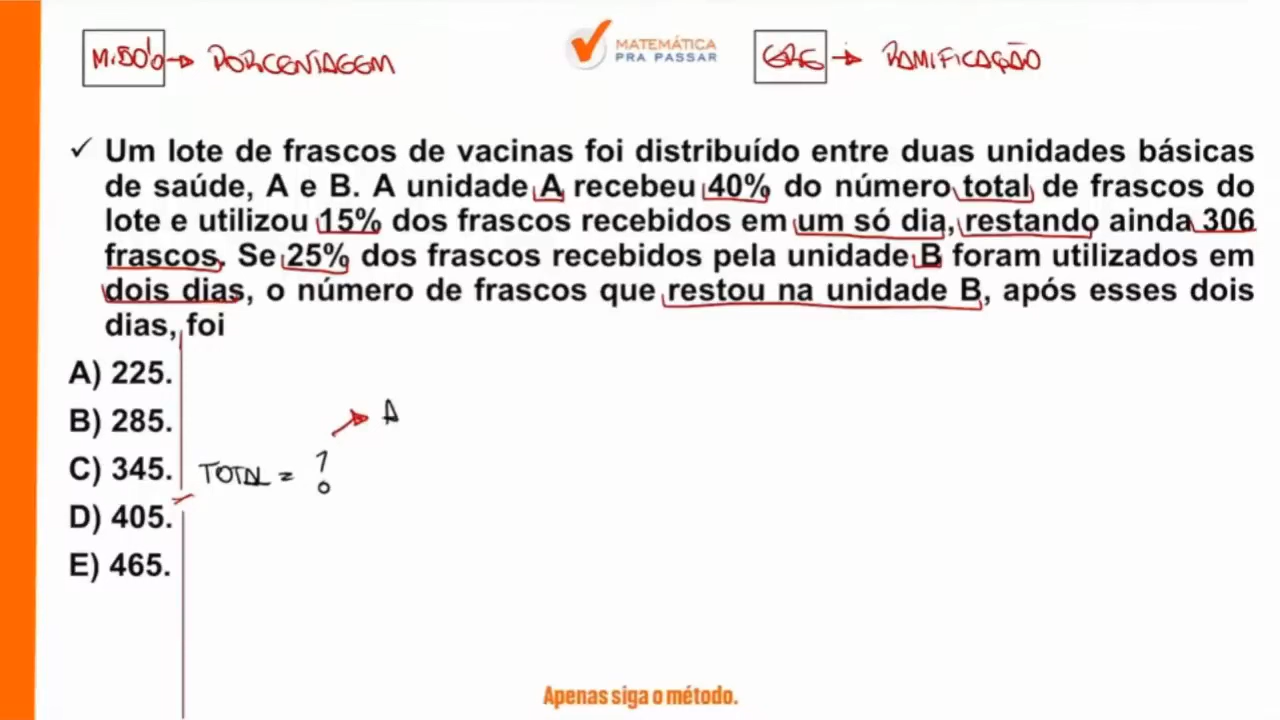 PORCENTAGEM
MATEMÁTICA
PRA PASSAR
RAMIFICAÇÃO
✓ Um lote de frascos de vacinas foi distribuído entre duas unidades básicas
de saúde, A e B. A unidade A recebeu 40% do número total de frascos do
lote e utilizou 15% dos frascos recebidos em um só dia, restando ainda 306
frascos. Se 25% dos frascos recebidos pela unidade B foram utilizados em
dois dias, o número de frascos que restou na unidade B, após esses dois
dias, foi
A) 225.
B) 285.
A
C) 345.
TOTAL = ?
D) 405.
E) 465.
Apenas siga o método.